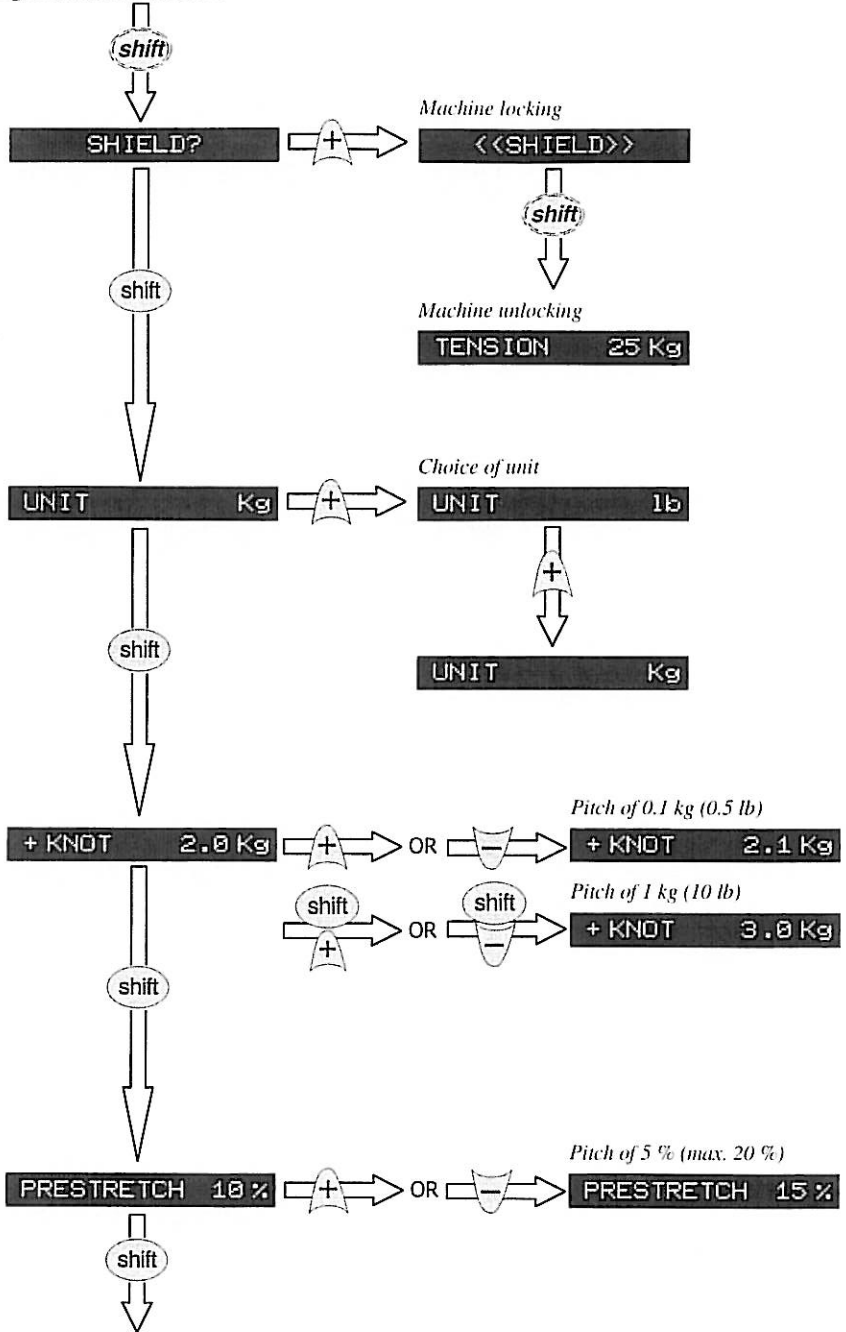 shift
Machine locking
SHIELD? + <<SHIELD>>
shift
shift
Machine unlocking
TENSION 25 Kg
Choice of unit
UNIT Kg + UNIT lb
+
shift
UNIT Kg
Pitch of 0.1 kg (0.5 lb)
+ KNOT 2.0 Kg + OR - + KNOT 2.1 Kg
Pitch of 1 kg (10 lb)
shift + OR shift - + KNOT 3.0 Kg
shift
Pitch of 5 % (max. 20 %)
PRESTRETCH 10 % + OR - PRESTRETCH 15 %
shift